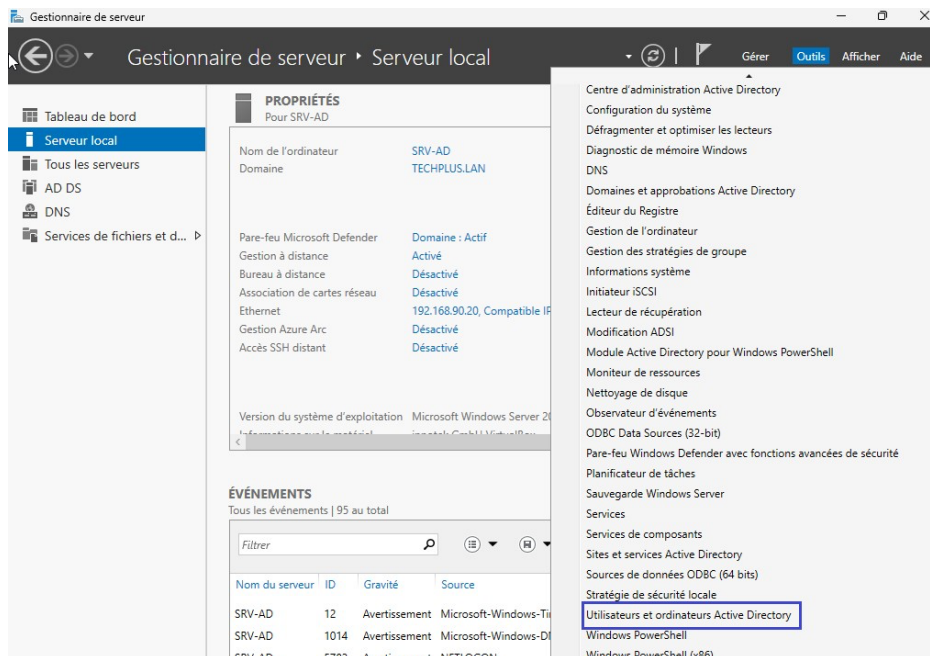 Gestionnaire de serveur
Gestionnaire de serveur ‣ Serveur local
Gérer Outils Afficher Aide
Tableau de bord
Serveur local
Tous les serveurs
AD DS
DNS
Services de fichiers et d...
PROPRIÉTÉS
Pour SRV-AD
Nom de l'ordinateur SRV-AD
Domaine TECHPLUS.LAN
Pare-feu Microsoft Defender Domaine : Actif
Gestion à distance Activé
Bureau à distance Désactivé
Association de cartes réseau Désactivé
Ethernet 192.168.90.20, Compatible IP
Gestion Azure Arc Désactivé
Accès SSH distant Désactivé
Version du système d'exploitation Microsoft Windows Server 20
ÉVÉNEMENTS
Tous les événements | 95 au total
Filtrer
Nom du serveur ID Gravité Source
SRV-AD 12 Avertissement Microsoft-Windows-Ti
SRV-AD 1014 Avertissement Microsoft-Windows-D
Centre d'administration Active Directory
Configuration du système
Défragmenter et optimiser les lecteurs
Diagnostic de mémoire Windows
DNS
Domaines et approbations Active Directory
Éditeur du Registre
Gestion de l'ordinateur
Gestion des stratégies de groupe
Informations système
Initiateur iSCSI
Lecteur de récupération
Modification ADSI
Module Active Directory pour Windows PowerShell
Moniteur de ressources
Nettoyage de disque
Observateur d'événements
ODBC Data Sources (32-bit)
Pare-feu Windows Defender avec fonctions avancées de sécurité
Planificateur de tâches
Sauvegarde Windows Server
Services
Services de composants
Sites et services Active Directory
Sources de données ODBC (64 bits)
Stratégie de sécurité locale
Utilisateurs et ordinateurs Active Directory
Windows PowerShell
Windows PowerShell (x86)